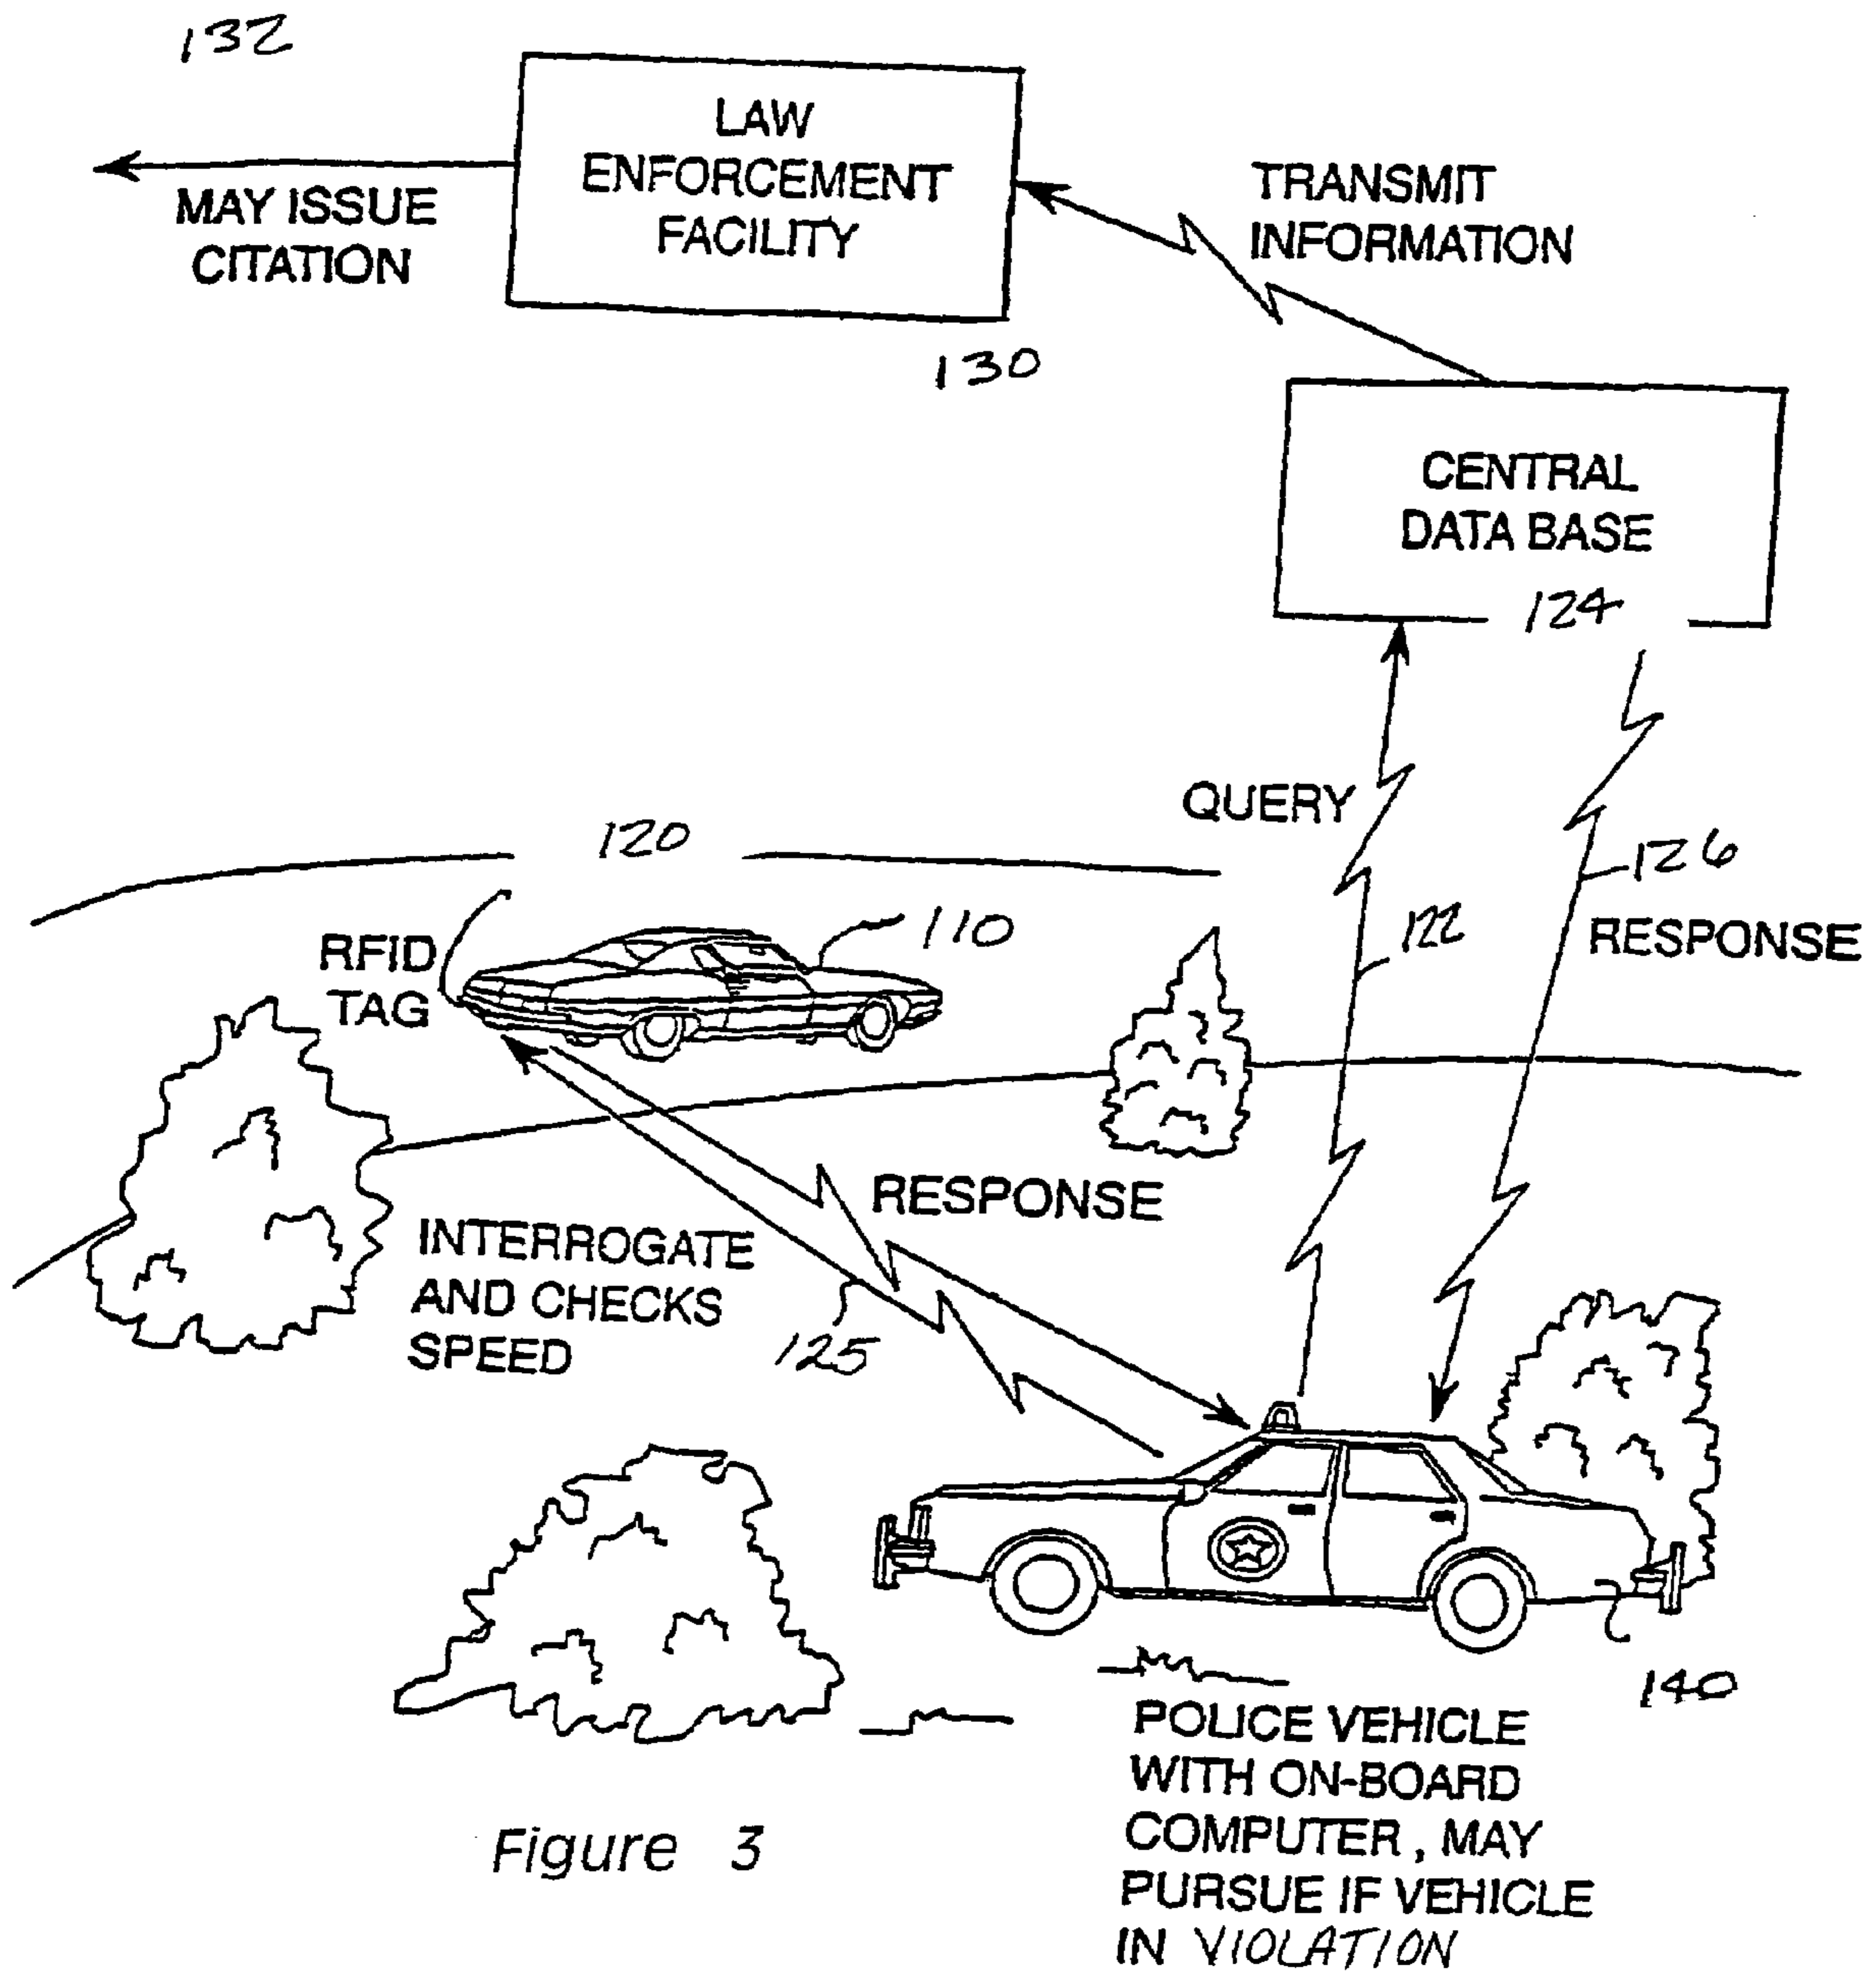 132
LAW
ENFORCEMENT
FACILITY
MAY ISSUE
CITATION
TRANSMIT
INFORMATION
130
CENTRAL
DATA BASE
124
QUERY
120
126
110
122
RESPONSE
RFID
TAG
RESPONSE
INTERROGATE
AND CHECKS
SPEED
125
140
POLICE VEHICLE
WITH ON-BOARD
COMPUTER, MAY
PURSUE IF VEHICLE
IN VIOLATION
Figure 3